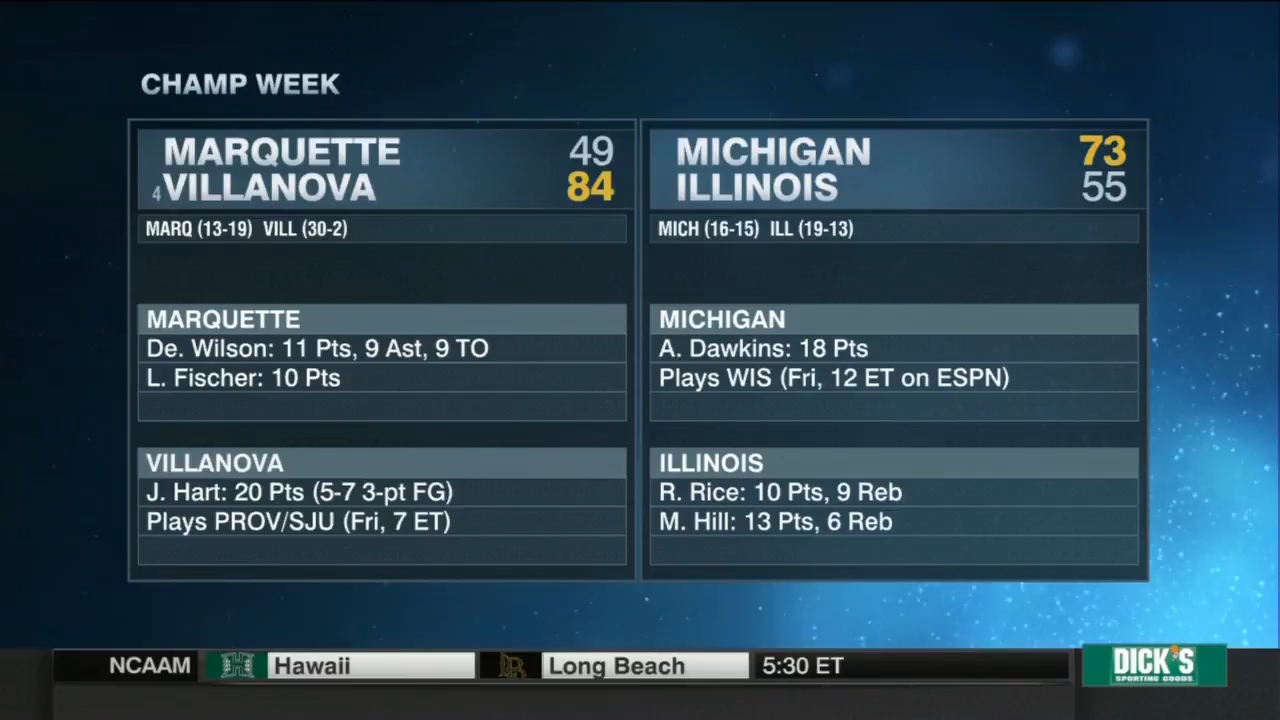 CHAMP WEEK
MARQUETTE 49
4 VILLANOVA 84
MARQ (13-19) VILL (30-2)
MARQUETTE
De. Wilson: 11 Pts, 9 Ast, 9 TO
L. Fischer: 10 Pts
VILLANOVA
J. Hart: 20 Pts (5-7 3-pt FG)
Plays PROV/SJU (Fri, 7 ET)
MICHIGAN 73
ILLINOIS 55
MICH (16-15) ILL (19-13)
MICHIGAN
A. Dawkins: 18 Pts
Plays WIS (Fri, 12 ET on ESPN)
ILLINOIS
R. Rice: 10 Pts, 9 Reb
M. Hill: 13 Pts, 6 Reb
NCAAM H Hawaii LB Long Beach 5:30 ET
DICK'S
SPORTING GOODS